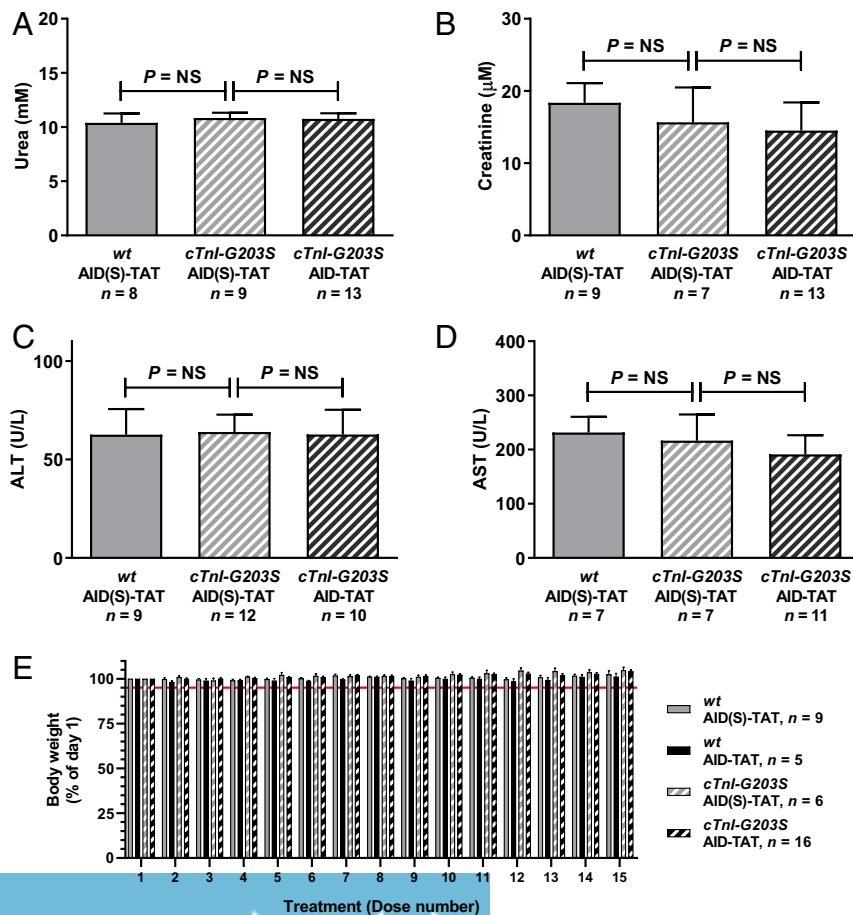 A
20
15
10
5
0
Urea (mM)
P = NS
P = NS
wt
AID(S)-TAT
n = 8
cTnI-G203S
AID(S)-TAT
n = 9
cTnI-G203S
AID-TAT
n = 13
B
30
20
10
0
Creatinine (μM)
P = NS
P = NS
wt
AID(S)-TAT
n = 9
cTnI-G203S
AID(S)-TAT
n = 7
cTnI-G203S
AID-TAT
n = 13
C
100
50
0
ALT (U/L)
P = NS
P = NS
wt
AID(S)-TAT
n = 9
cTnI-G203S
AID(S)-TAT
n = 12
cTnI-G203S
AID-TAT
n = 10
D
400
300
200
100
0
AST (U/L)
P = NS
P = NS
wt
AID(S)-TAT
n = 7
cTnI-G203S
AID(S)-TAT
n = 7
cTnI-G203S
AID-TAT
n = 11
E
100
75
50
25
0
Body weight
(% of day 1)
1 2 3 4 5 6 7 8 9 10 11 12 13 14 15
Treatment (Dose number)
wt
AID(S)-TAT, n = 9
wt
AID-TAT, n = 5
cTnI-G203S
AID(S)-TAT, n = 6
cTnI-G203S
AID-TAT, n = 16